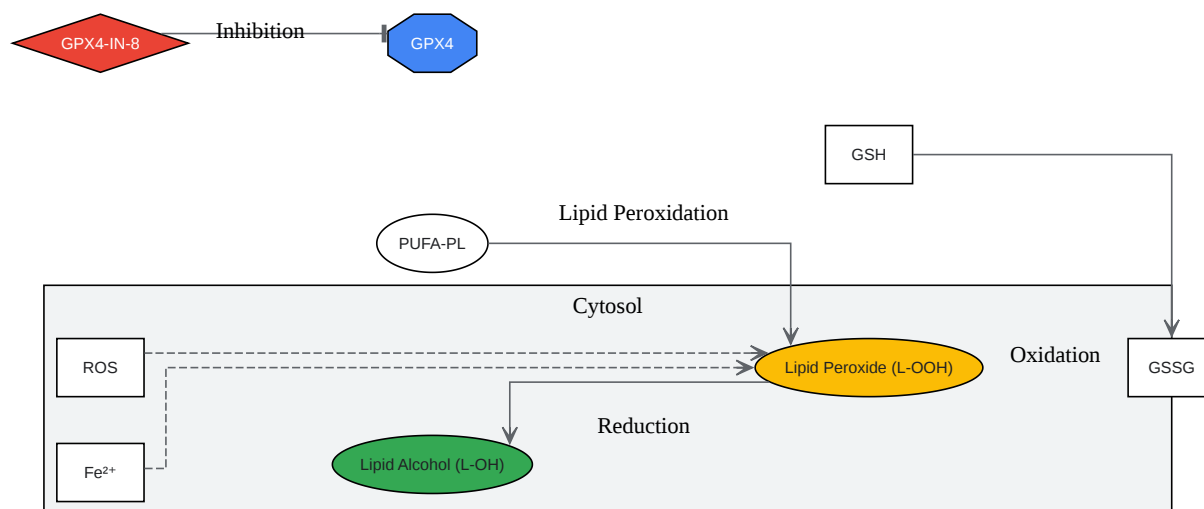 GPX4-IN-8
Inhibition
GPX4
GSH
Lipid Peroxidation
PUFA-PL
Cytosol
ROS
Lipid Peroxide (L-OOH)
Oxidation
GSSG
Reduction
Lipid Alcohol (L-OH)
Fe²⁺